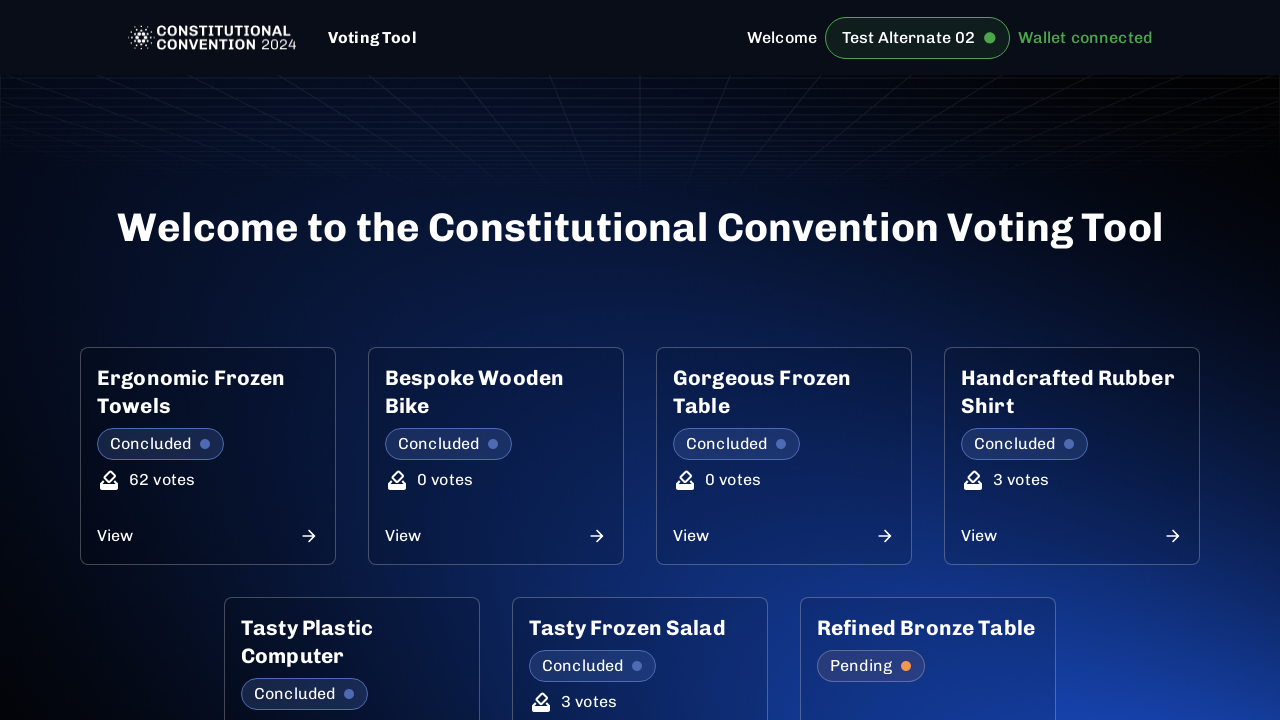 CONSTITUTIONAL
CONVENTION 2024
Voting Tool
Welcome
Test Alternate 02
Wallet connected
Welcome to the Constitutional Convention Voting Tool
Ergonomic Frozen
Towels
Concluded
62 votes
View
Bespoke Wooden
Bike
Concluded
0 votes
View
Gorgeous Frozen
Table
Concluded
0 votes
View
Handcrafted Rubber
Shirt
Concluded
3 votes
View
Tasty Plastic
Computer
Concluded
Tasty Frozen Salad
Concluded
3 votes
Refined Bronze Table
Pending